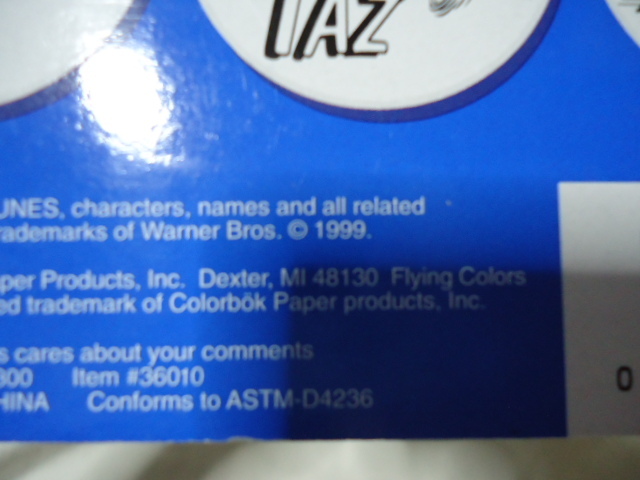 TAZ
UNES, characters, names and all related
rademarks of Warner Bros. © 1999.
per Products, Inc. Dexter, MI 48130 Flying Colors
ed trademark of Colorbök Paper products, Inc.
s cares about your comments
300 Item #36010
HINA Conforms to ASTM-D4236
0